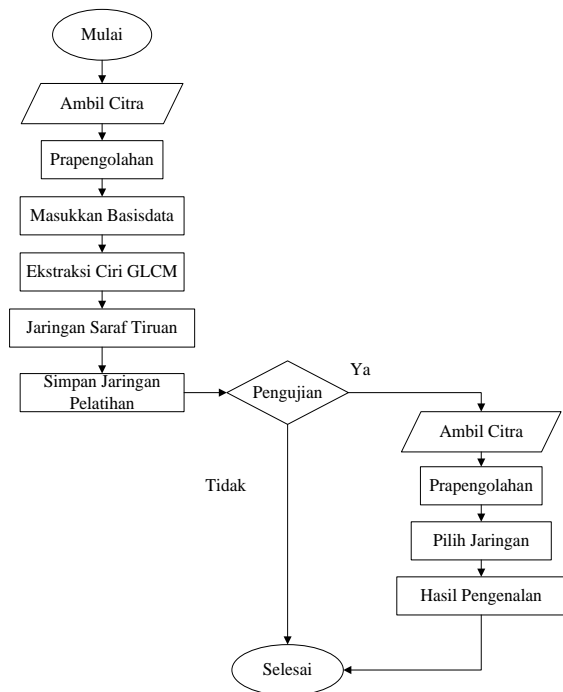 Mulai
Ambil Citra
Prapengolahan
Masukkan Basisdata
Ekstraksi Ciri GLCM
Jaringan Saraf Tiruan
Simpan Jaringan
Pelatihan
Pengujian
Ya
Tidak
Ambil Citra
Prapengolahan
Pilih Jaringan
Hasil Pengenalan
Selesai